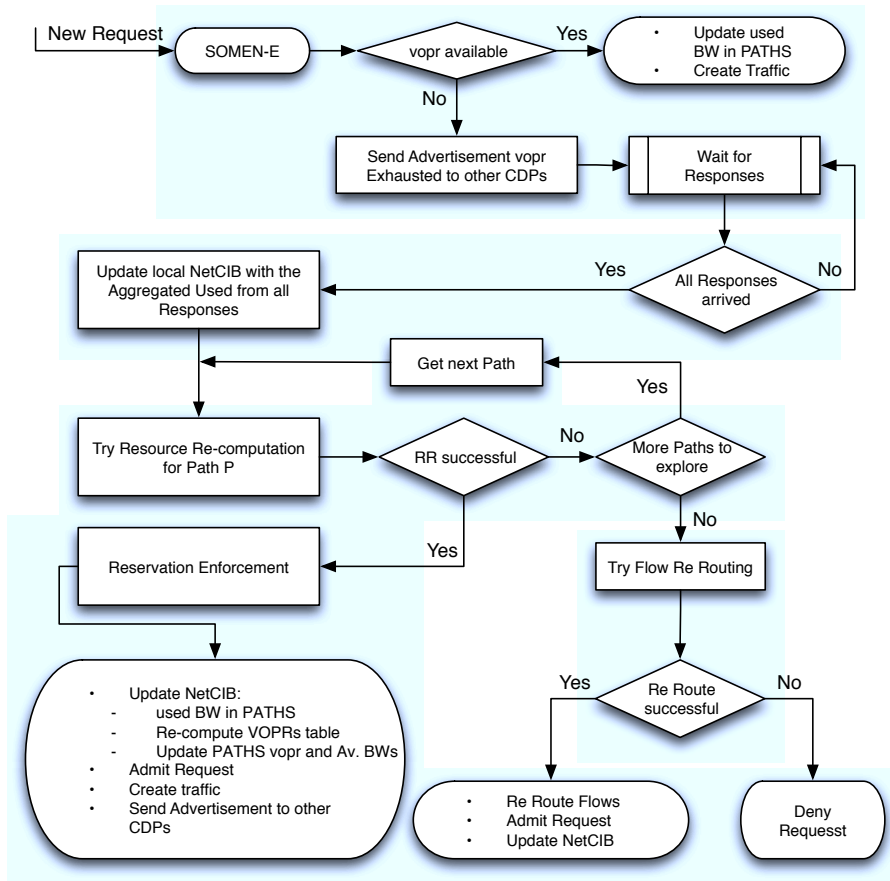 New Request
SOMEN-E
vopr available
Yes
• Update used
BW in PATHS
• Create Traffic
No
Send Advertisement vopr
Exhausted to other CDPs
Wait for
Responses
All Responses
arrived
Yes
No
Update local NetCIB with the
Aggregated Used from all
Responses
Get next Path
Yes
Try Resource Re-computation
for Path P
RR successful
No
More Paths to
explore
No
Yes
Reservation Enforcement
Try Flow Re Routing
Yes
Re Route
successful
No
• Update NetCIB:
- used BW in PATHS
- Re-compute VOPRs table
- Update PATHS vopr and Av. BWs
• Admit Request
• Create traffic
• Send Advertisement to other
CDPs
• Re Route Flows
• Admit Request
• Update NetCIB
Deny
Requesst